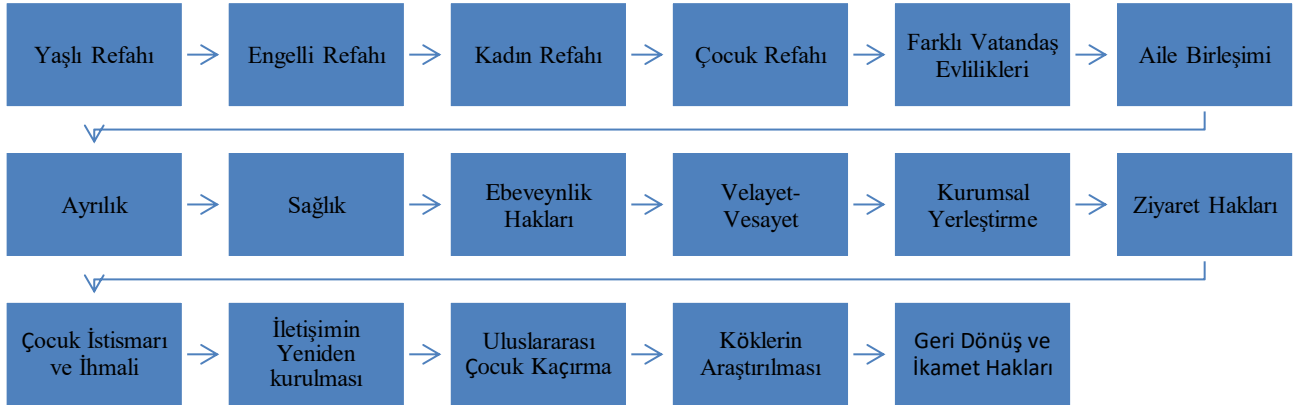 Yaşlı Refahı
Engelli Refahı
Kadın Refahı
Çocuk Refahı
Farklı Vatandaş
Evlilikleri
Aile Birleşimi
Ayrılık
Sağlık
Ebeveynlik
Hakları
Velayet-
Vesayet
Kurumsal
Yerleştirme
Ziyaret Hakları
Çocuk İstismarı
ve İhmali
İletişimin
Yeniden
kurulması
Uluslararası
Çocuk Kaçırma
Köklerin
Araştırılması
Geri Dönüş ve
İkamet Hakları